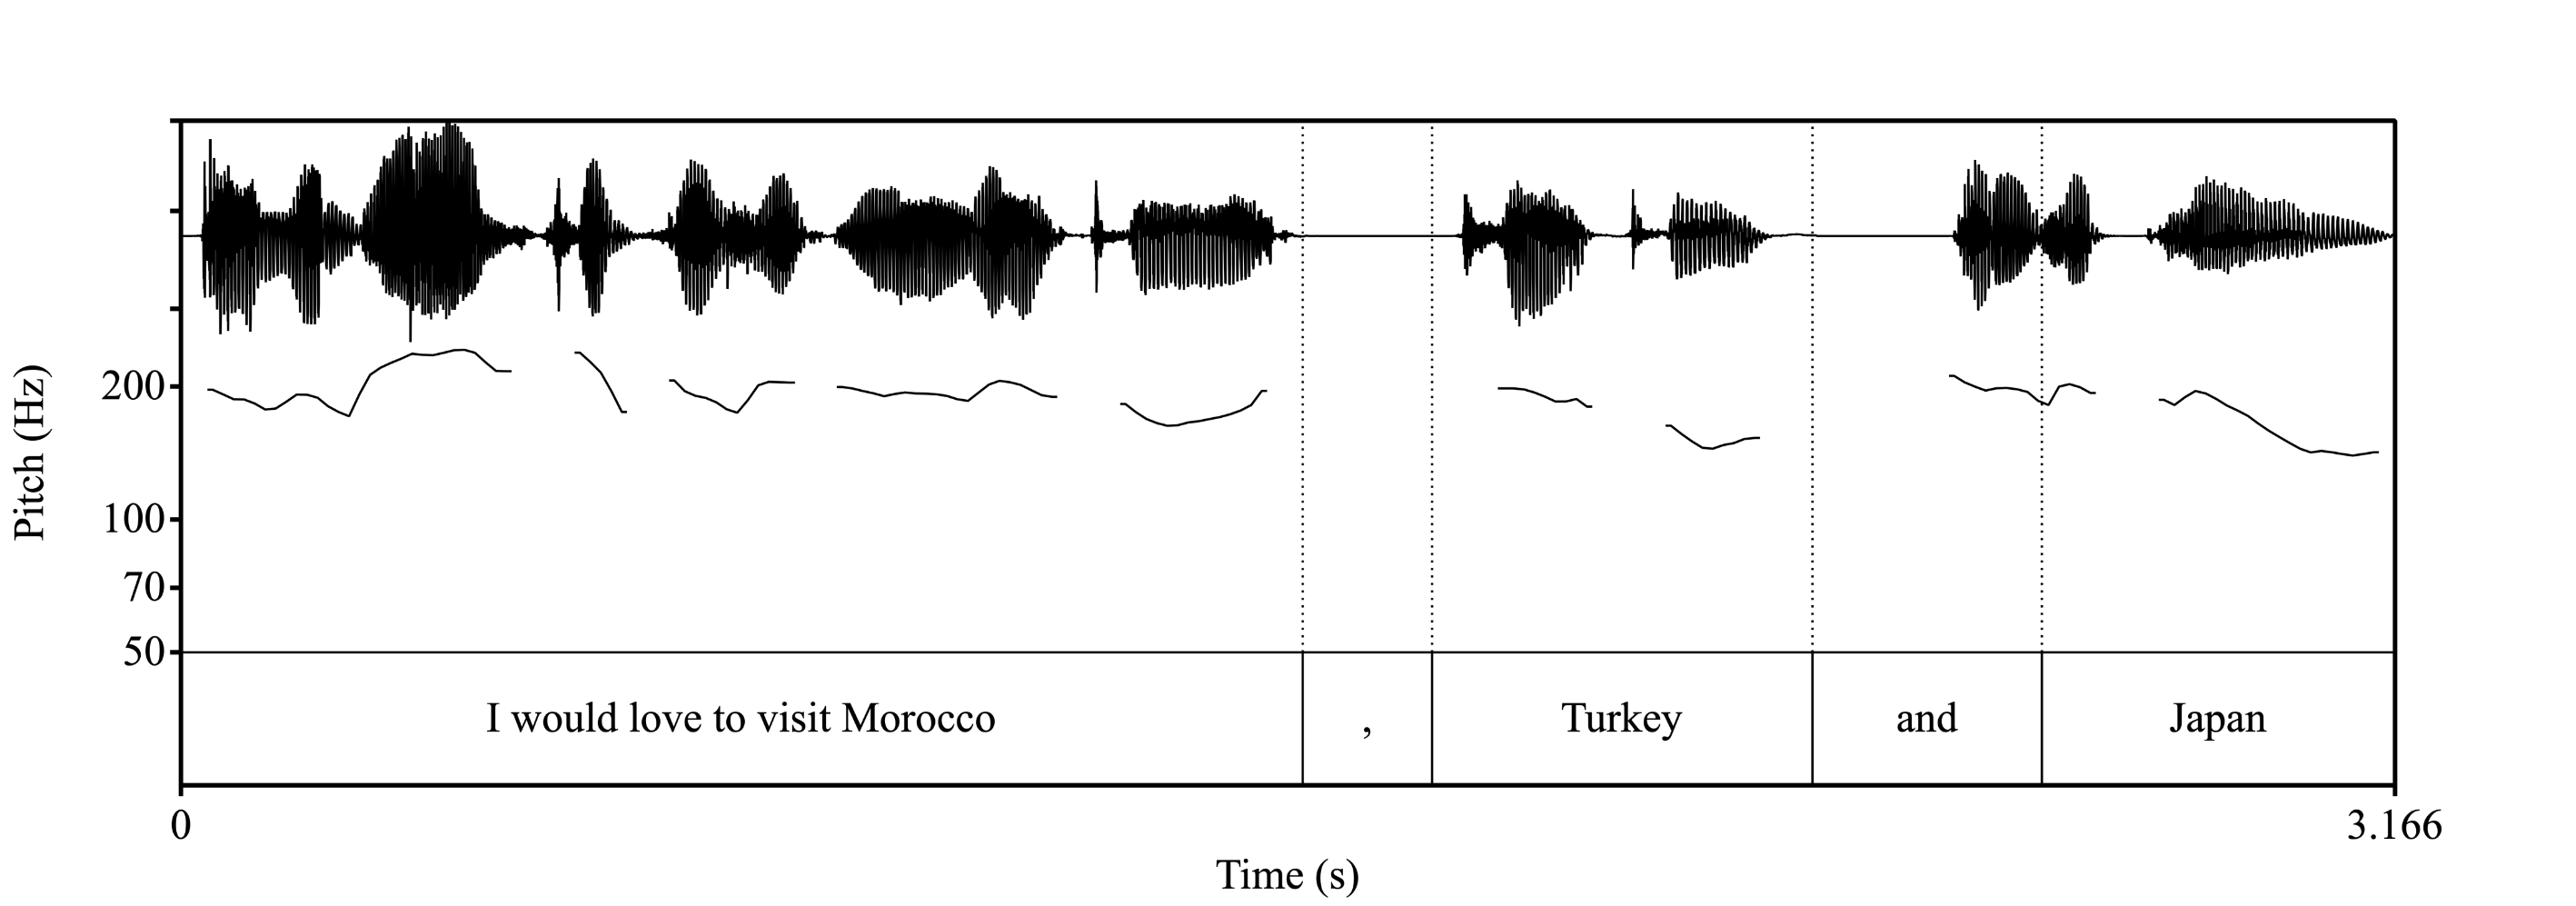 Pitch (Hz)
200
100
70
50
I would love to visit Morocco , Turkey and Japan
0 3.166
Time (s)